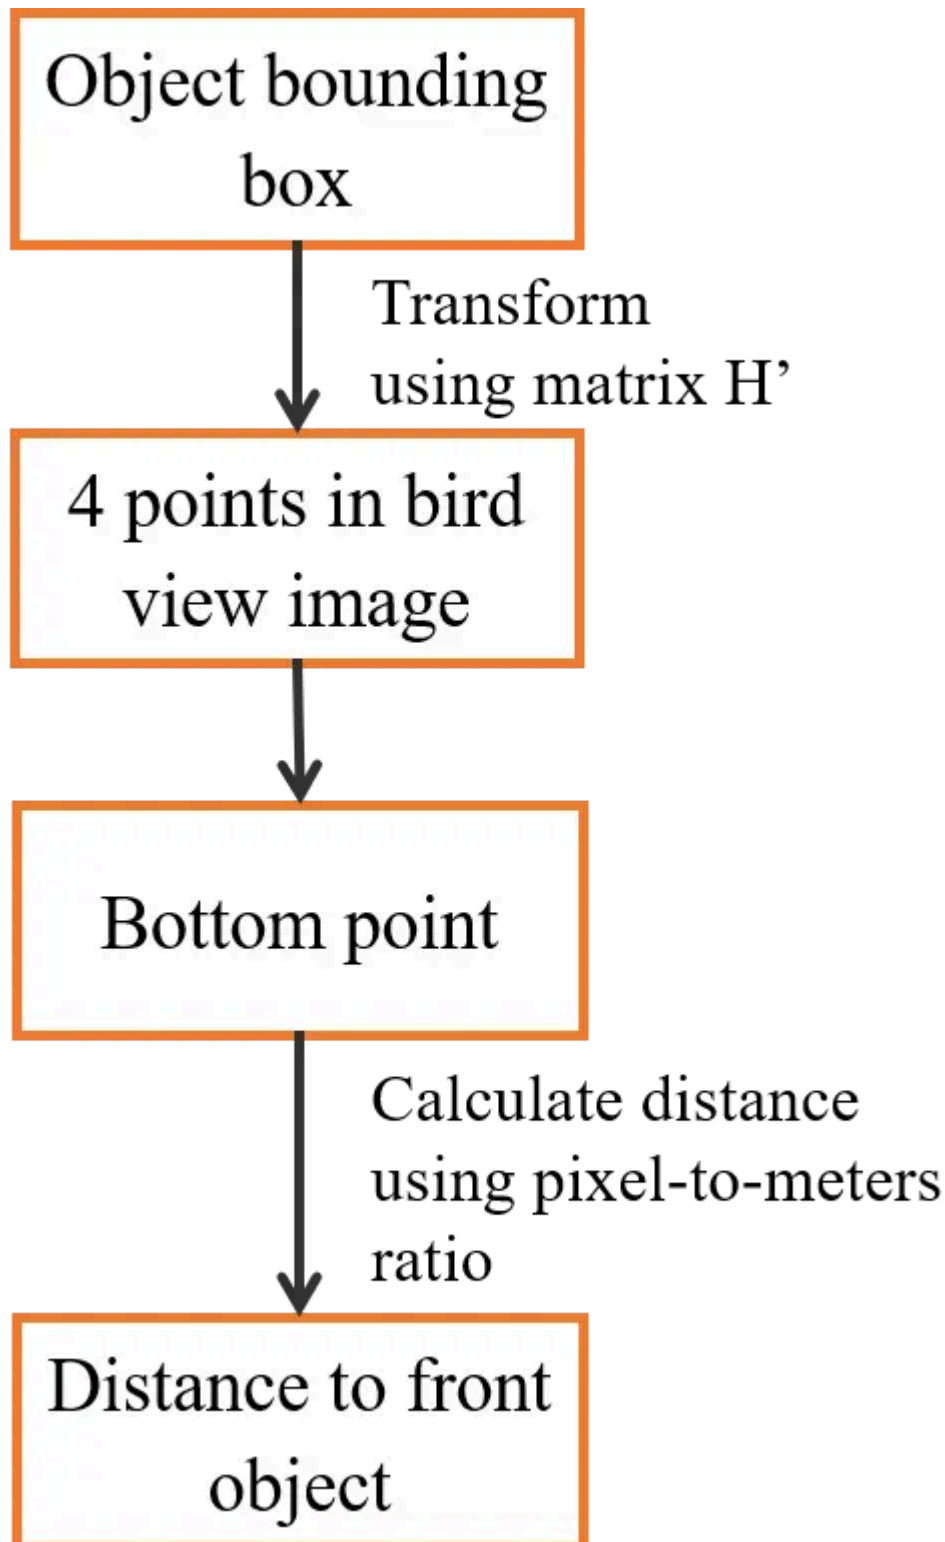 Object bounding
box
Transform
using matrix H’
4 points in bird
view image
Bottom point
Calculate distance
using pixel-to-meters
ratio
Distance to front
object